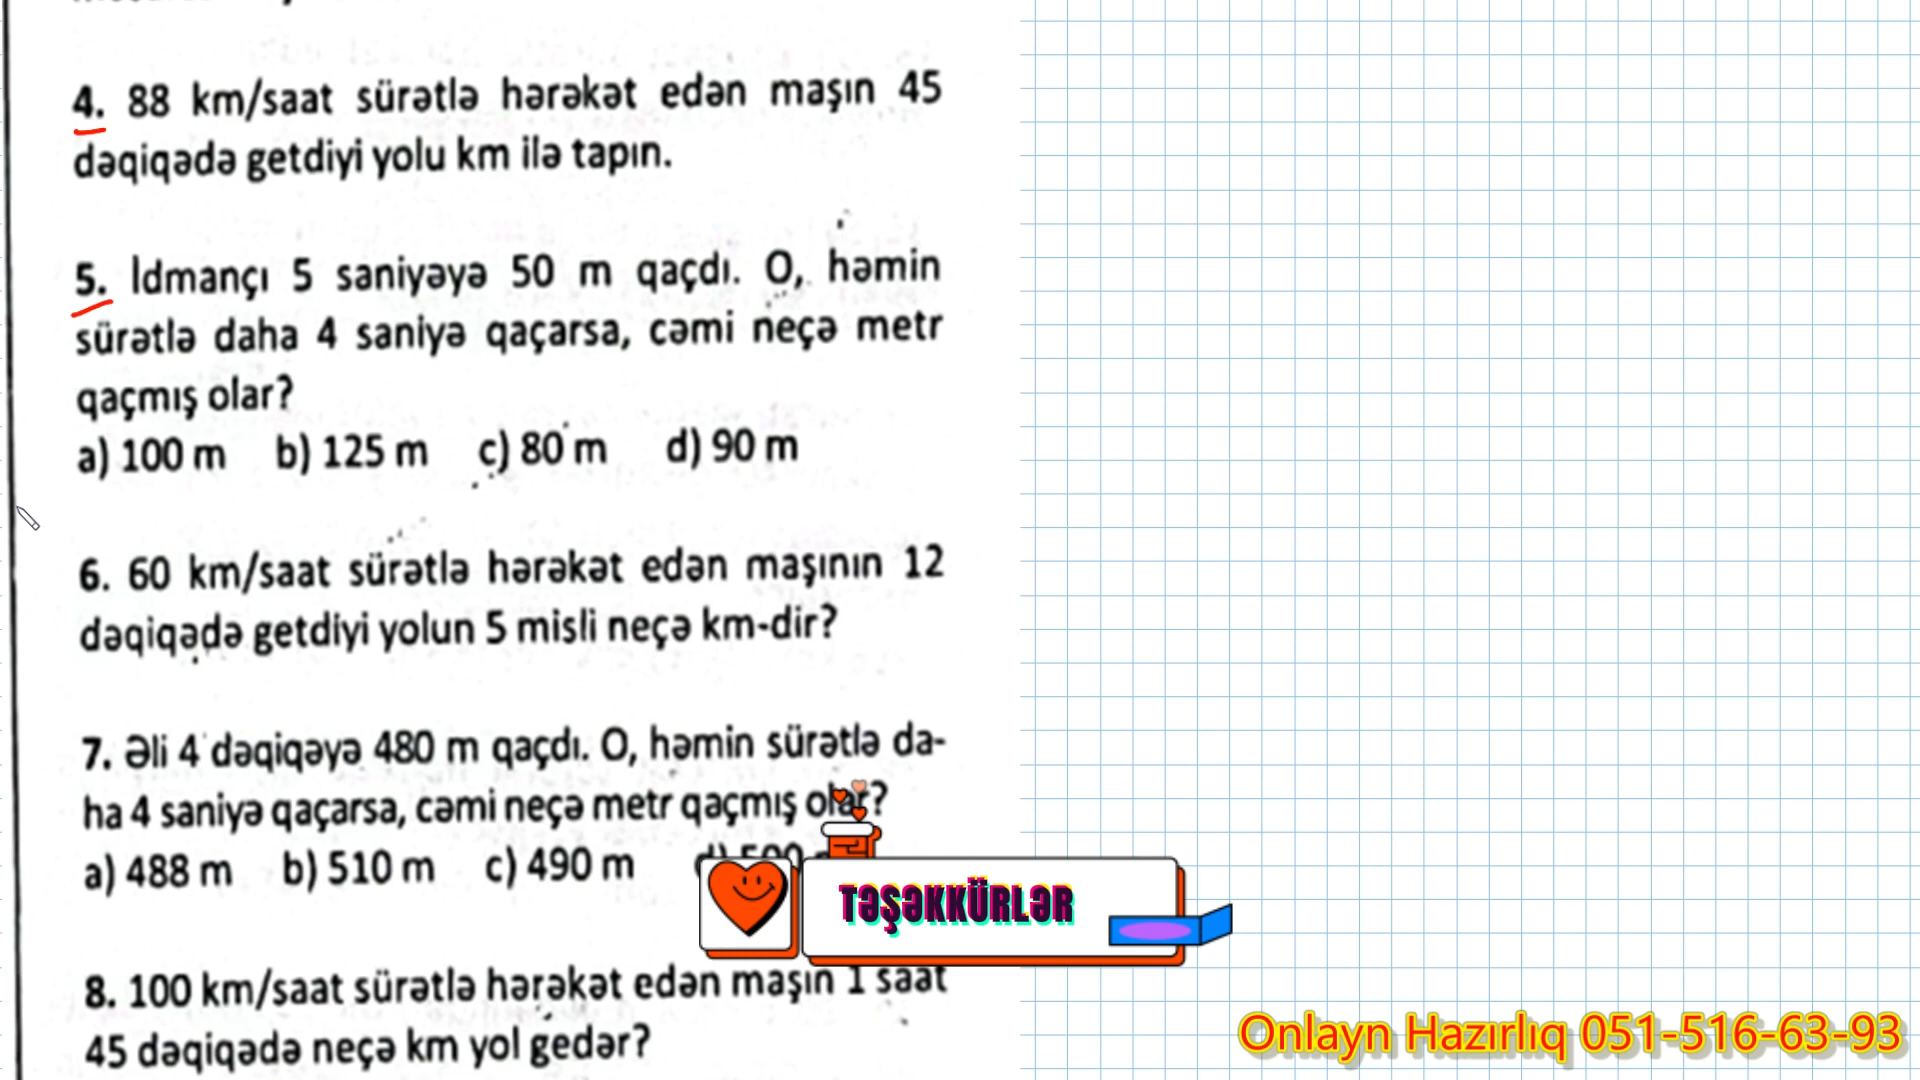 4. 88 km/saat sürətlə hərəkət edən maşın 45
dəqiqədə getdiyi yolu km ilə tapın.
5. İdmançı 5 saniyəyə 50 m qaçdı. O, həmin
sürətlə daha 4 saniyə qaçarsa, cəmi neçə metr
qaçmış olar?
a) 100 m b) 125 m c) 80 m d) 90 m
6. 60 km/saat sürətlə hərəkət edən maşının 12
dəqiqədə getdiyi yolun 5 misli neçə km-dir?
7. Əli 4 dəqiqəyə 480 m qaçdı. O, həmin sürətlə da-
ha 4 saniyə qaçarsa, cəmi neçə metr qaçmış olar?
a) 488 m b) 510 m c) 490 m
TƏŞƏKKÜRLƏR
8. 100 km/saat sürətlə hərəkət edən maşın 1 saat
45 dəqiqədə neçə km yol gedər?
Onlayn Hazırlıq 051-516-63-93